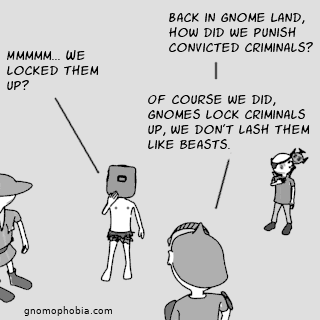 BACK IN GNOME LAND,
HOW DID WE PUNISH
CONVICTED CRIMINALS?
MMMMM... WE
LOCKED THEM
UP?
OF COURSE WE DID,
GNOMES LOCK CRIMINALS
UP, WE DON'T LASH THEM
LIKE BEASTS.
gnomophobia.com